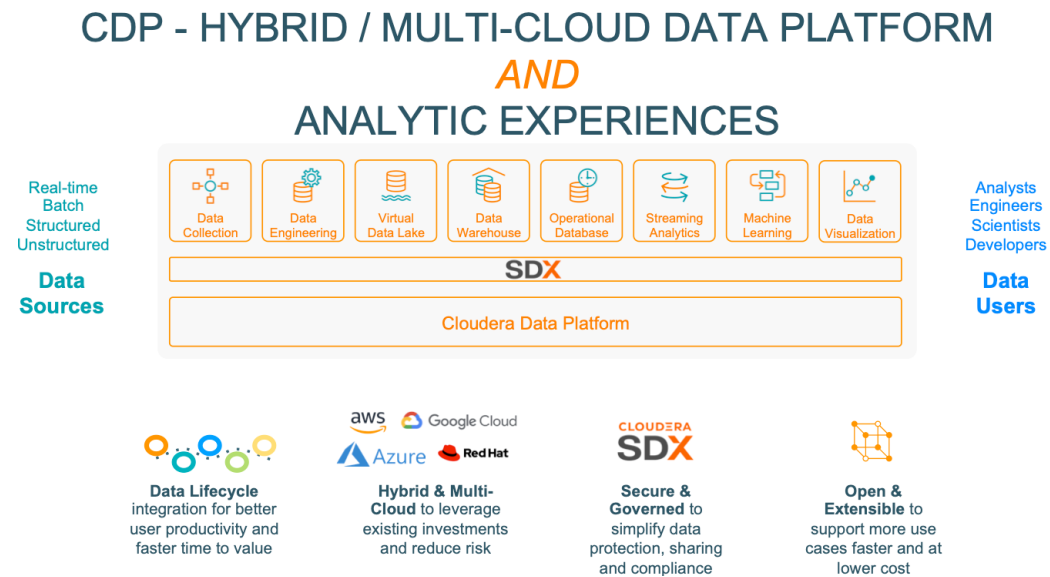 CDP - HYBRID / MULTI-CLOUD DATA PLATFORM
AND
ANALYTIC EXPERIENCES
Real-time
Batch
Structured
Unstructured
Data
Sources
Data
Collection
Data
Engineering
Virtual
Data Lake
Data
Warehouse
Operational
Database
Streaming
Analytics
Machine
Learning
Data
Visualization
SDX
Cloudera Data Platform
Analysts
Engineers
Scientists
Developers
Data
Users
Data Lifecycle
integration for better
user productivity and
faster time to value
aws
Google Cloud
Azure
Red Hat
Hybrid & Multi-
Cloud to leverage
existing investments
and reduce risk
CLOUDERA
SDX
Secure &
Governed to
simplify data
protection, sharing
and compliance
Open &
Extensible to
support more use
cases faster and at
lower cost